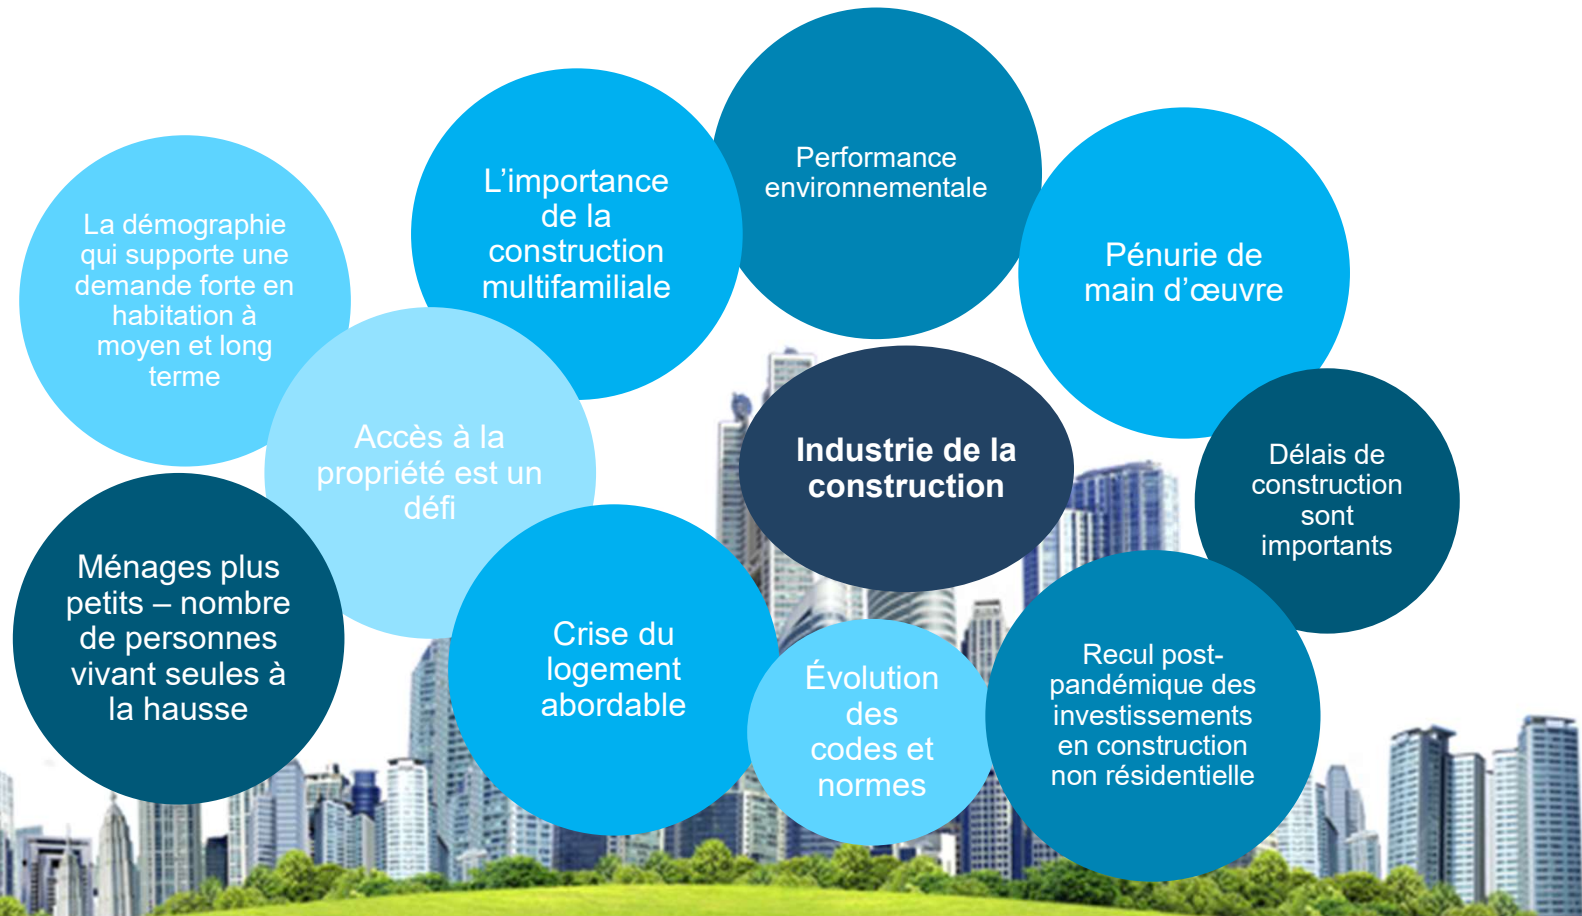 Performance
environnementale
L’importance
de la
construction
multifamiliale
La démographie
qui supporte une
demande forte en
habitation à
moyen et long
terme
Pénurie de
main d’œuvre
Accès à la
propriété est un
défi
Industrie de la
construction
Délais de
construction
sont
importants
Ménages plus
petits – nombre
de personnes
vivant seules à
la hausse
Crise du
logement
abordable
Évolution
des
codes et
normes
Recul post-
pandémique des
investissements
en construction
non résidentielle